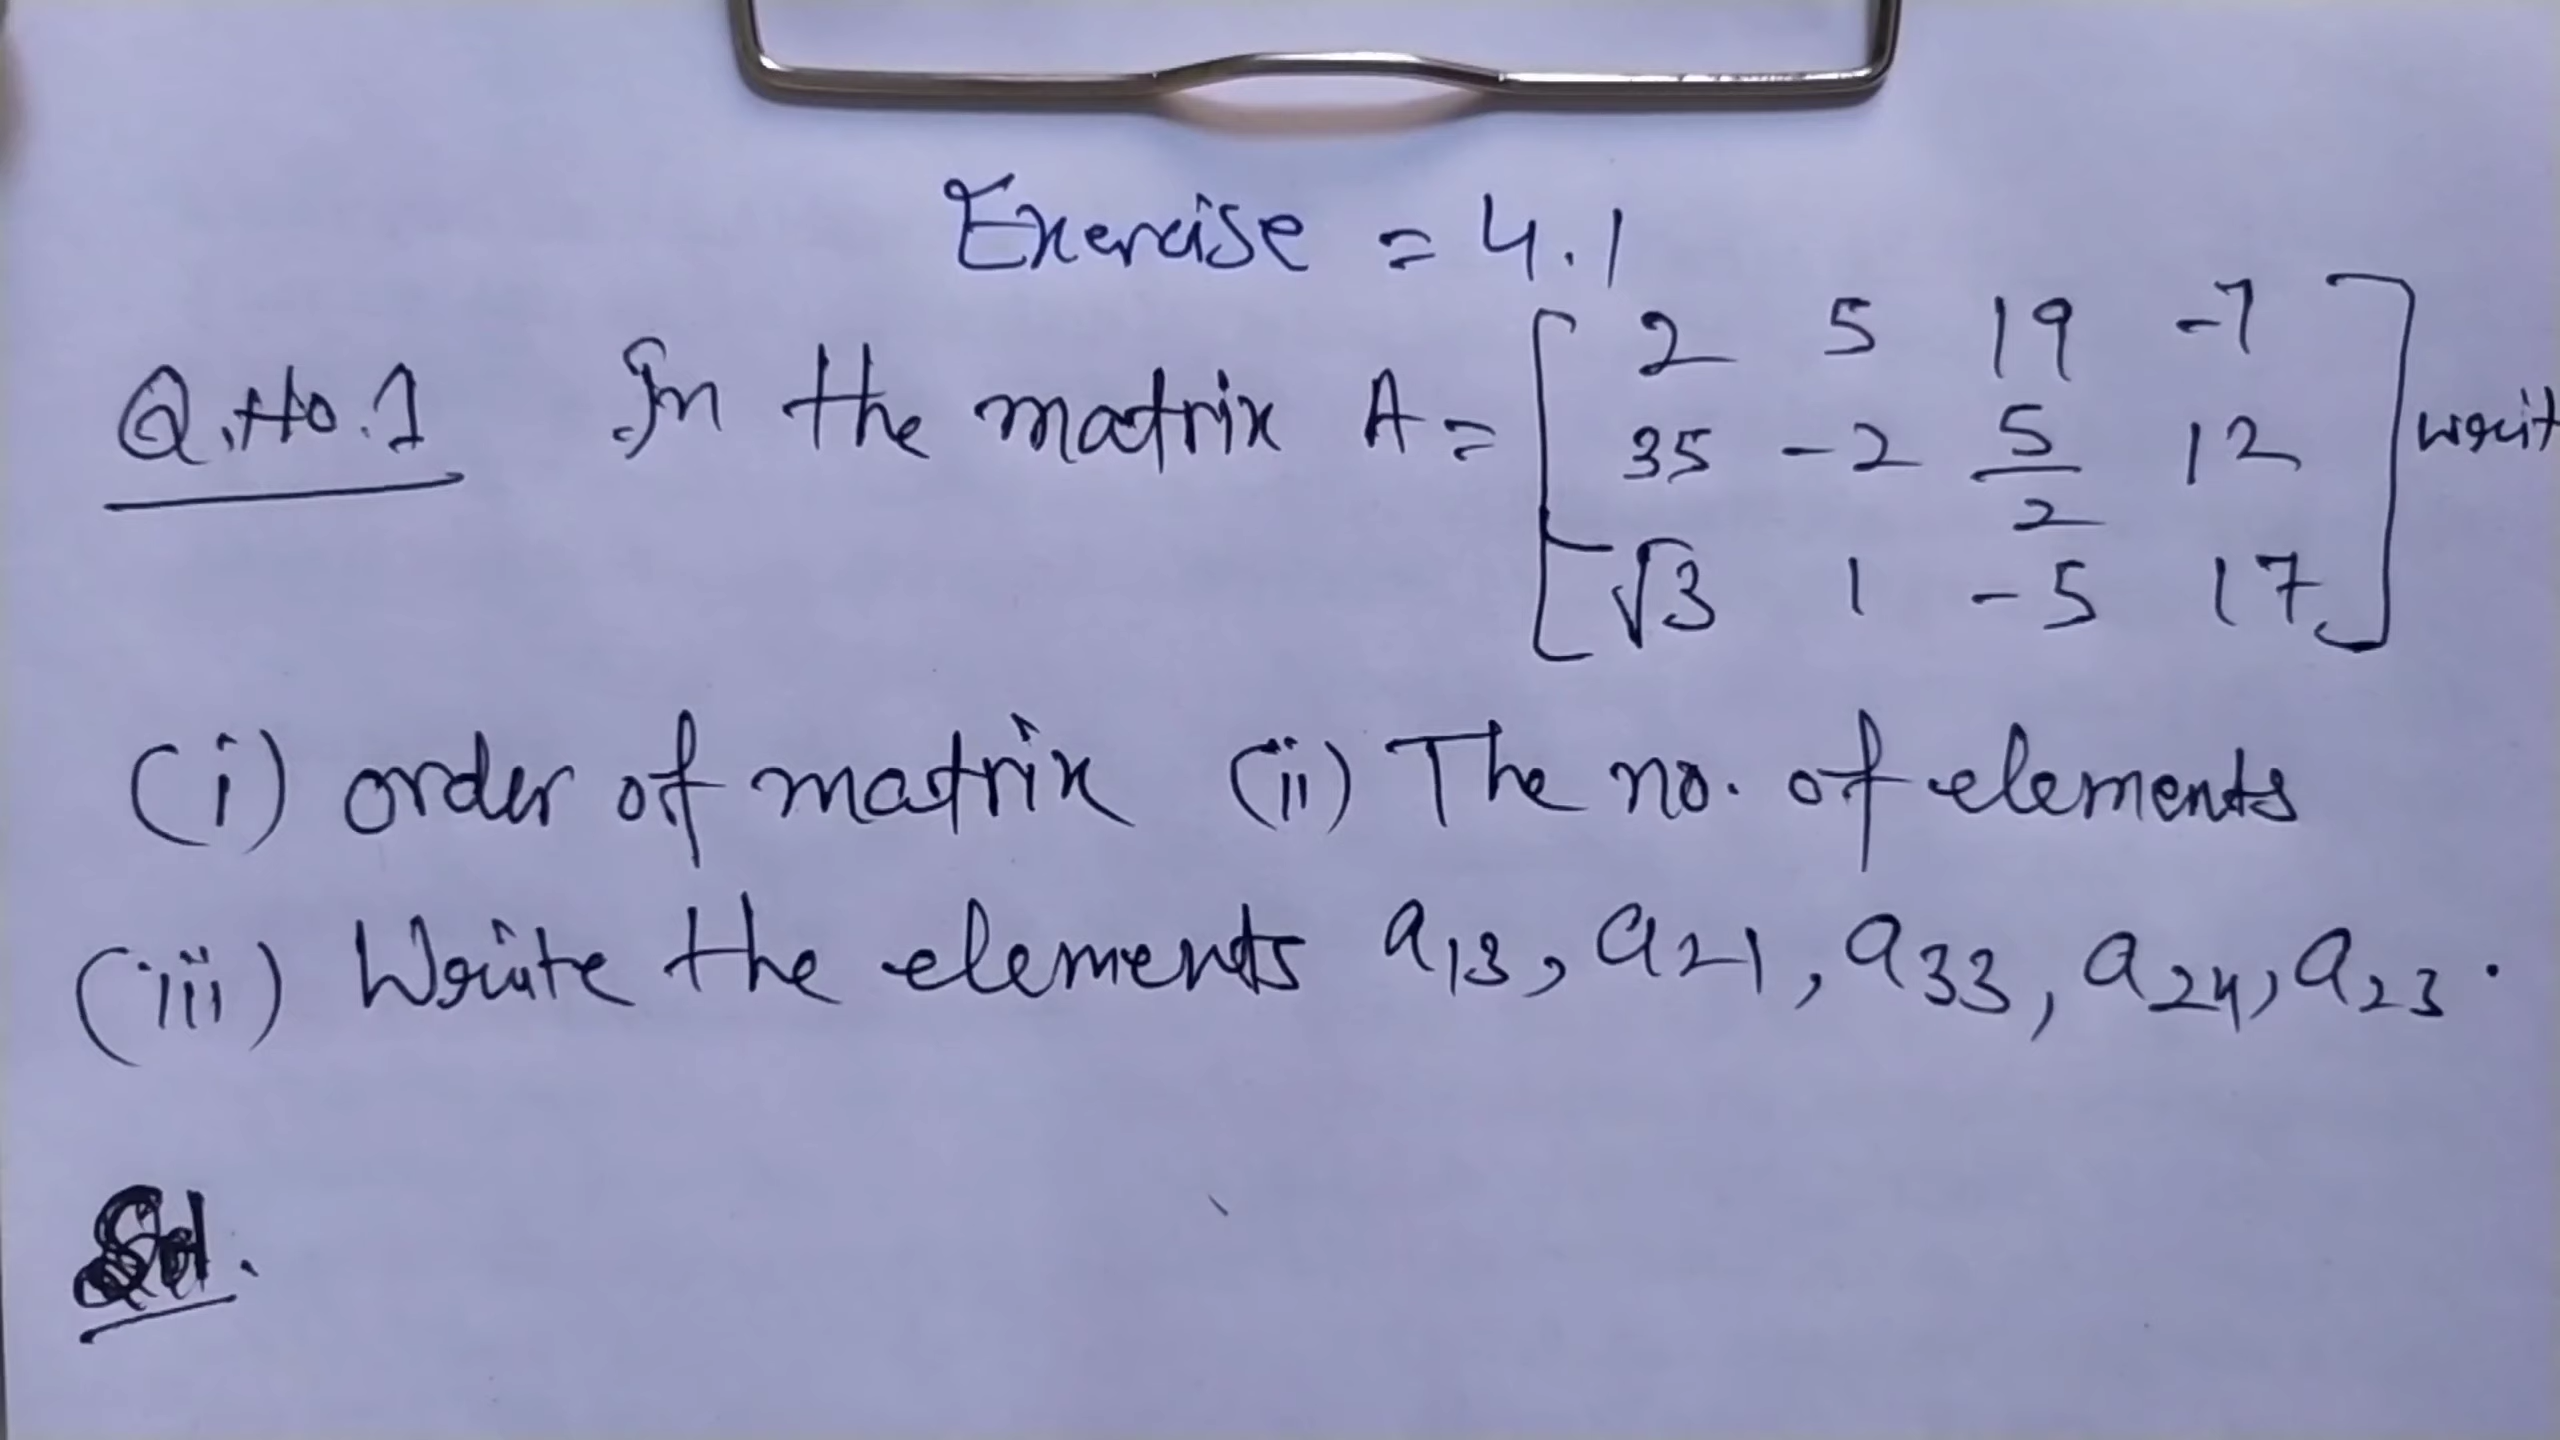 Exercise = 4.1
Q.No.1 In the matrix A = [ 2 5 19 -7
35 -2 5/2 12
√3 1 -5 17 ] writ
(i) order of matrix (ii) The no. of elements
(iii) Write the elements a₁₃, a₂₁, a₃₃, a₂₄, a₂₃.
Sol.